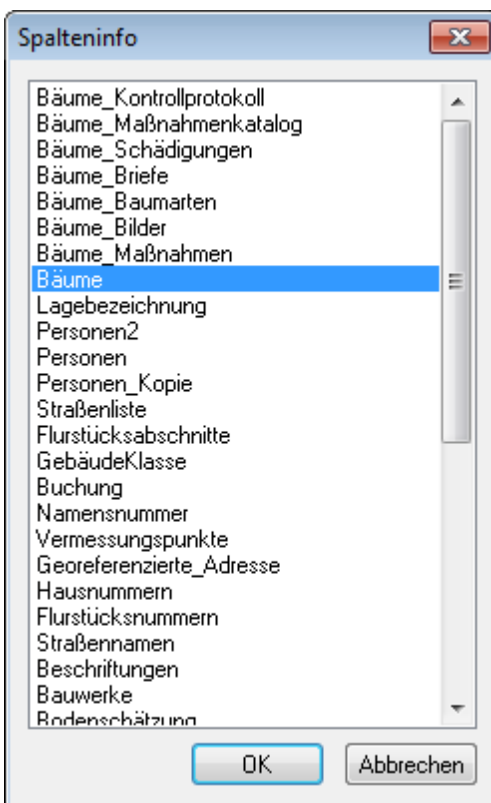 Spalteninfo
Bäume_Kontrollprotokoll
Bäume_Maßnahmenkatalog
Bäume_Schädigungen
Bäume_Briefe
Bäume_Baumarten
Bäume_Bilder
Bäume_Maßnahmen
Bäume
Lagebezeichnung
Personen2
Personen
Personen_Kopie
Straßenliste
Flurstücksabschnitte
GebäudeKlasse
Buchung
Namensnummer
Vermessungspunkte
Georeferenzierte_Adresse
Hausnummern
Flurstücksnummern
Straßennamen
Beschriftungen
Bauwerke
Bodenschätzung
OK Abbrechen